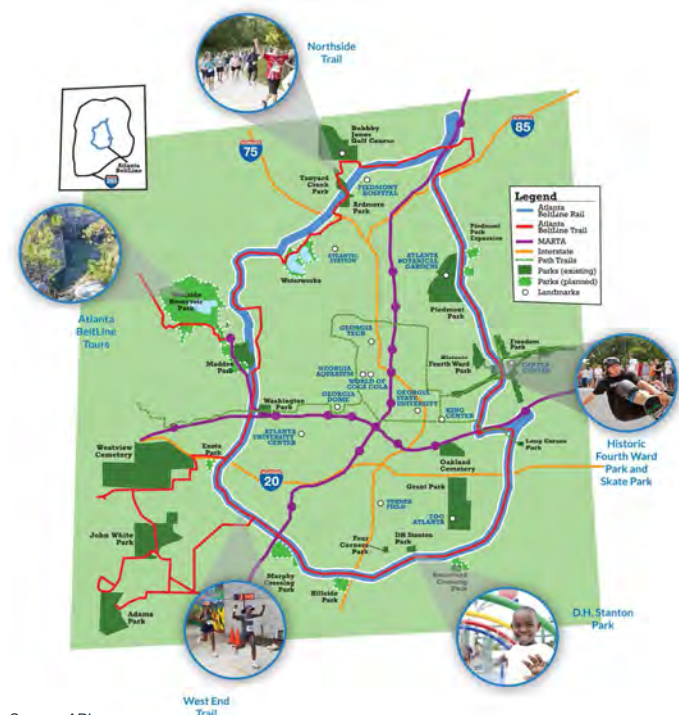 Northside
Trail
75
85
Bobbby
Jones
Golf Course
Tanyard
Creek
Park
PIEDMONT
HOSPITAL
Ardmore Park
Atlanta
BeltLine
Legend
Atlanta
BeltLine Rail
Atlanta
BeltLine Trail
MARTA
Interstate
Path Trails
Parks (existing)
Parks (planned)
Landmarks
Piedmont
Park
Expansion
ATLANTIC
STATION
ATLANTA
BOTANICAL
GARDENS
Waterworks
Reservoir
Park
Piedmont
Park
Atlanta
BeltLine
Tours
GEORGIA
TECH
Freedom
Park
Historic
Fourth Ward
Park
CARTER
CENTER
Maddox
Park
GEORGIA
AQUARIUM
WORLD OF
COCA COLA
GEORGIA
DOME
GEORGIA
STATE
UNIVERSITY
KING
CENTER
Washington
Park
ATLANTA
UNIVERSITY
CENTER
Historic
Fourth Ward
Park and
Skate Park
Westview
Cemetery
Enota
Park
20
Oakland
Cemetery
Lang Carson
Park
Grant Park
TURNER
FIELD
ZOO
ATLANTA
John White
Park
Four
Corners
Park
DH Stanton
Park
Murphy
Crossing
Park
Hillside
Park
Boulevard
Crossing
Park
Adams
Park
D.H. Stanton
Park
West End
Trail